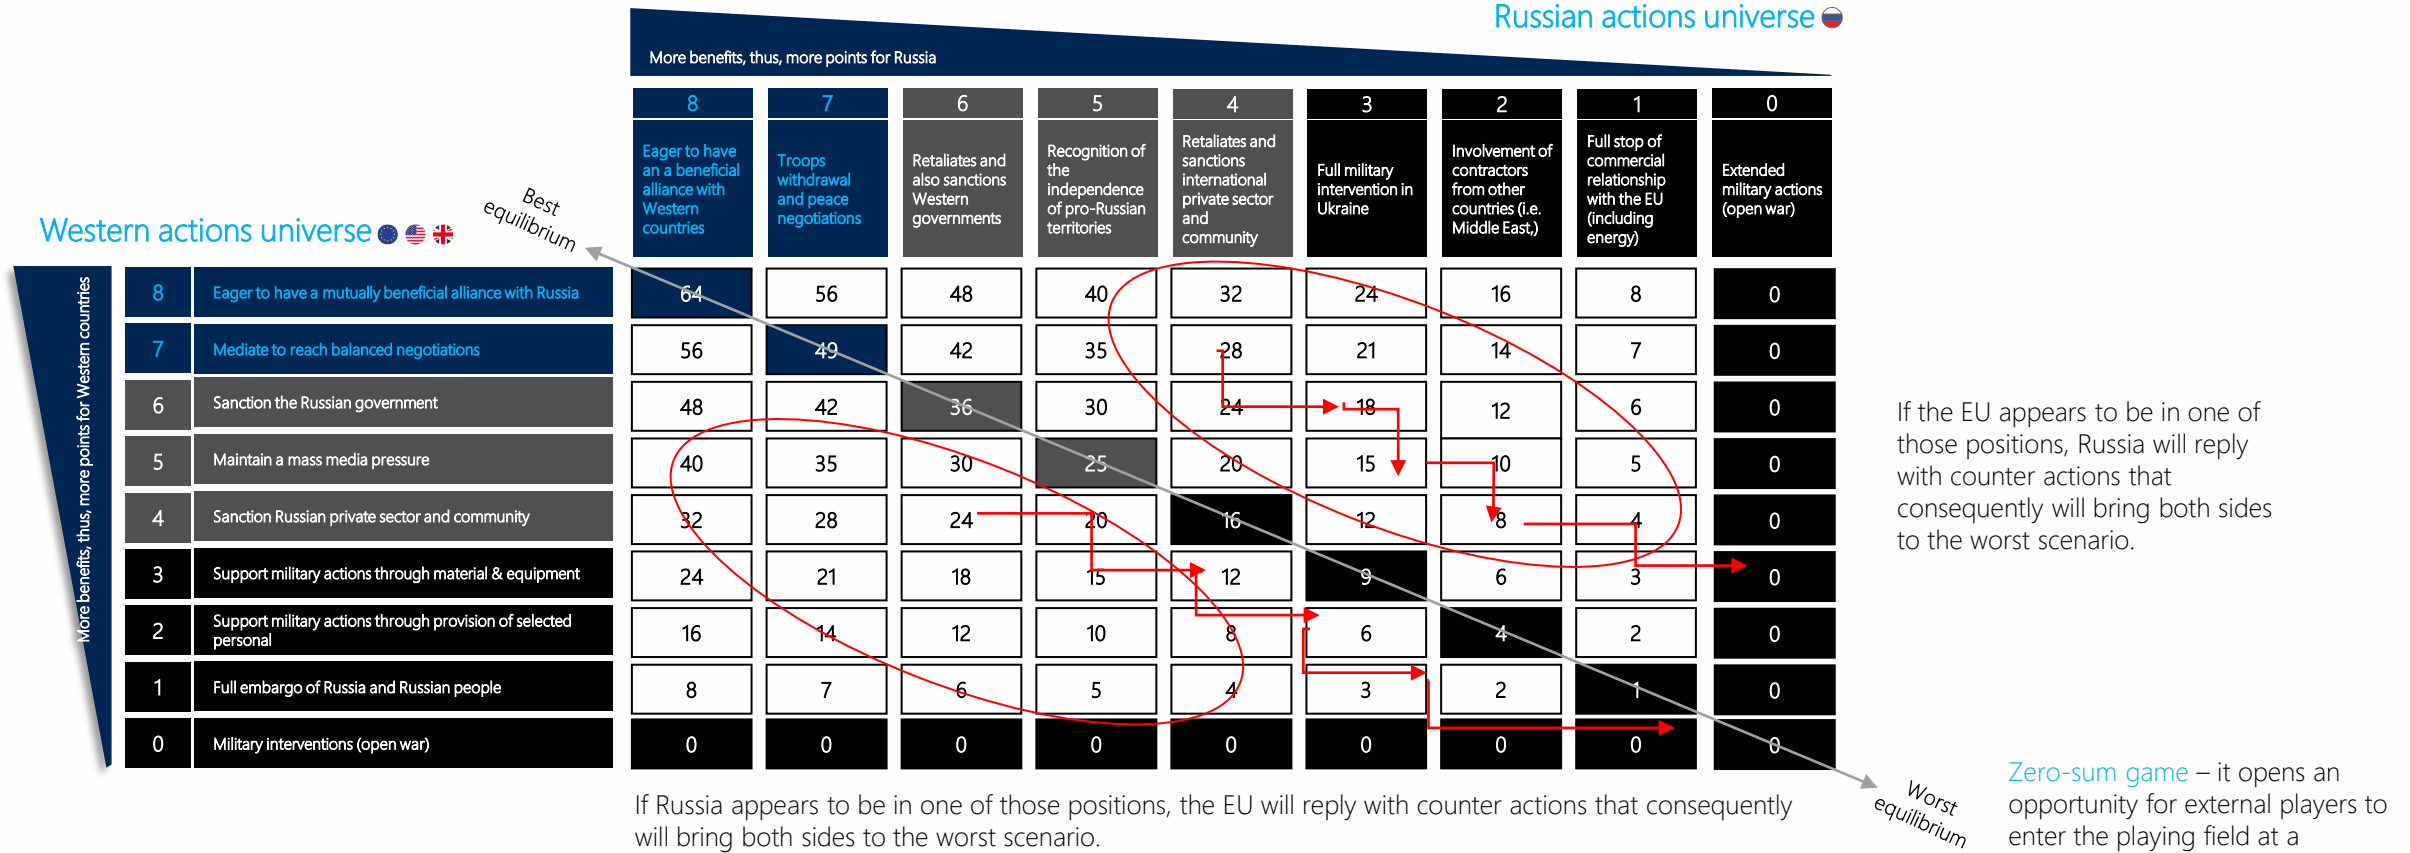 Russian actions universe
More benefits, thus, more points for Russia
8 7 6 5 4 3 2 1 0
Eager to have
an a beneficial
alliance with
Western
countries
Troops
withdrawal
and peace
negotiations
Retaliates and
also sanctions
Western
governments
Recognition of
the
independence
of pro-Russian
territories
Retaliates and
sanctions
international
private sector
and
community
Full military
intervention in
Ukraine
Involvement of
contractors
from other
countries (i.e.
Middle East,)
Full stop of
commercial
relationship
with the EU
(including
energy)
Extended
military actions
(open war)
Best
equilibrium
Western actions universe
More benefits, thus, more points for Western countries
8 Eager to have a mutually beneficial alliance with Russia 64 56 48 40 32 24 16 8 0
7 Mediate to reach balanced negotiations 56 49 42 35 28 21 14 7 0
6 Sanction the Russian government 48 42 36 30 24 18 12 6 0
5 Maintain a mass media pressure 40 35 30 25 20 15 10 5 0
4 Sanction Russian private sector and community 32 28 24 20 16 12 8 4 0
3 Support military actions through material & equipment 24 21 18 15 12 9 6 3 0
2 Support military actions through provision of selected
personal 16 14 12 10 8 6 4 2 0
1 Full embargo of Russia and Russian people 8 7 6 5 4 3 2 1 0
0 Military interventions (open war) 0 0 0 0 0 0 0 0 0
If the EU appears to be in one of
those positions, Russia will reply
with counter actions that
consequently will bring both sides
to the worst scenario.
If Russia appears to be in one of those positions, the EU will reply with counter actions that consequently
will bring both sides to the worst scenario.
Worst
equilibrium
Zero-sum game – it opens an
opportunity for external players to
enter the playing field at a